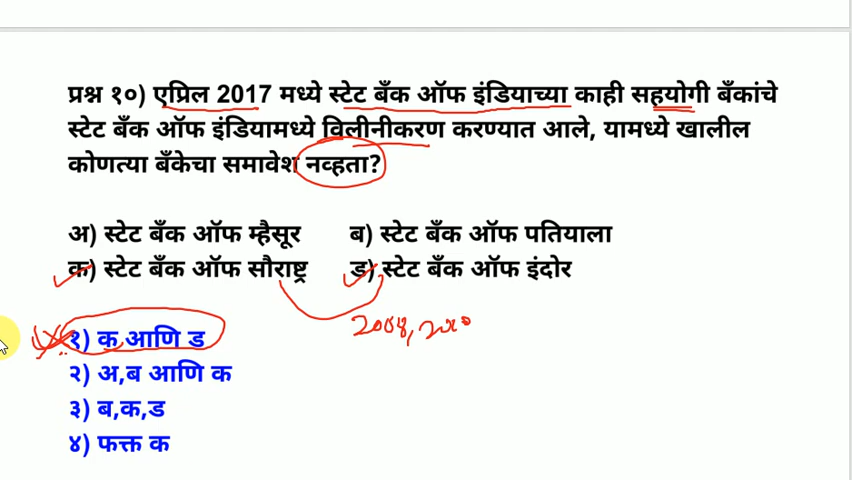 प्रश्न १०) एप्रिल 2017 मध्ये स्टेट बँक ऑफ इंडियाच्या काही सहयोगी बँकांचे
स्टेट बँक ऑफ इंडियामध्ये विलीनीकरण करण्यात आले, यामध्ये खालील
कोणत्या बँकेचा समावेश नव्हता?
अ) स्टेट बँक ऑफ म्हैसूर ब) स्टेट बँक ऑफ पतियाला
क) स्टेट बँक ऑफ सौराष्ट्र ड) स्टेट बँक ऑफ इंदोर
2008, 2010
१) क आणि ड
२) अ,ब आणि क
३) ब,क,ड
४) फक्त क